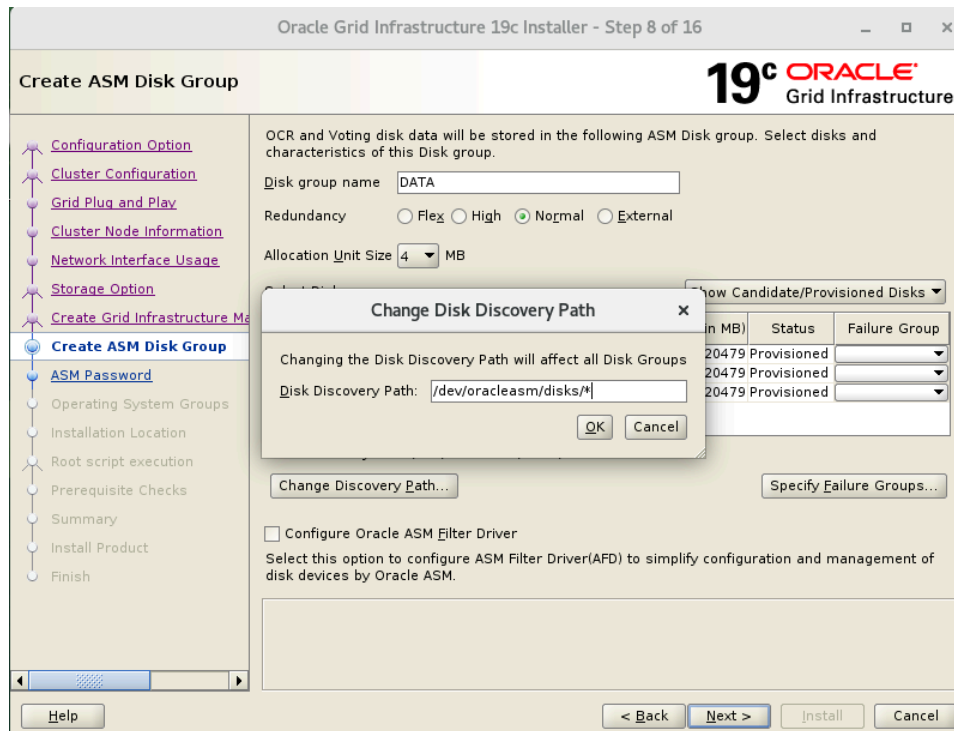 Oracle Grid Infrastructure 19c Installer - Step 8 of 16
Create ASM Disk Group
19c ORACLE
Grid Infrastructure
Configuration Option
Cluster Configuration
Grid Plug and Play
Cluster Node Information
Network Interface Usage
Storage Option
Create Grid Infrastructure Ma
Create ASM Disk Group
ASM Password
Operating System Groups
Installation Location
Root script execution
Prerequisite Checks
Summary
Install Product
Finish
OCR and Voting disk data will be stored in the following ASM Disk group. Select disks and
characteristics of this Disk group.
Disk group name DATA
Redundancy Flex High Normal External
Allocation Unit Size 4 MB
Show Candidate/Provisioned Disks
in MB) Status Failure Group
20479 Provisioned
20479 Provisioned
20479 Provisioned
Change Disk Discovery Path
Changing the Disk Discovery Path will affect all Disk Groups
Disk Discovery Path: /dev/oracleasm/disks/*
OK Cancel
Change Discovery Path... Specify Failure Groups...
Configure Oracle ASM Filter Driver
Select this option to configure ASM Filter Driver(AFD) to simplify configuration and management of
disk devices by Oracle ASM.
Help < Back Next > Install Cancel